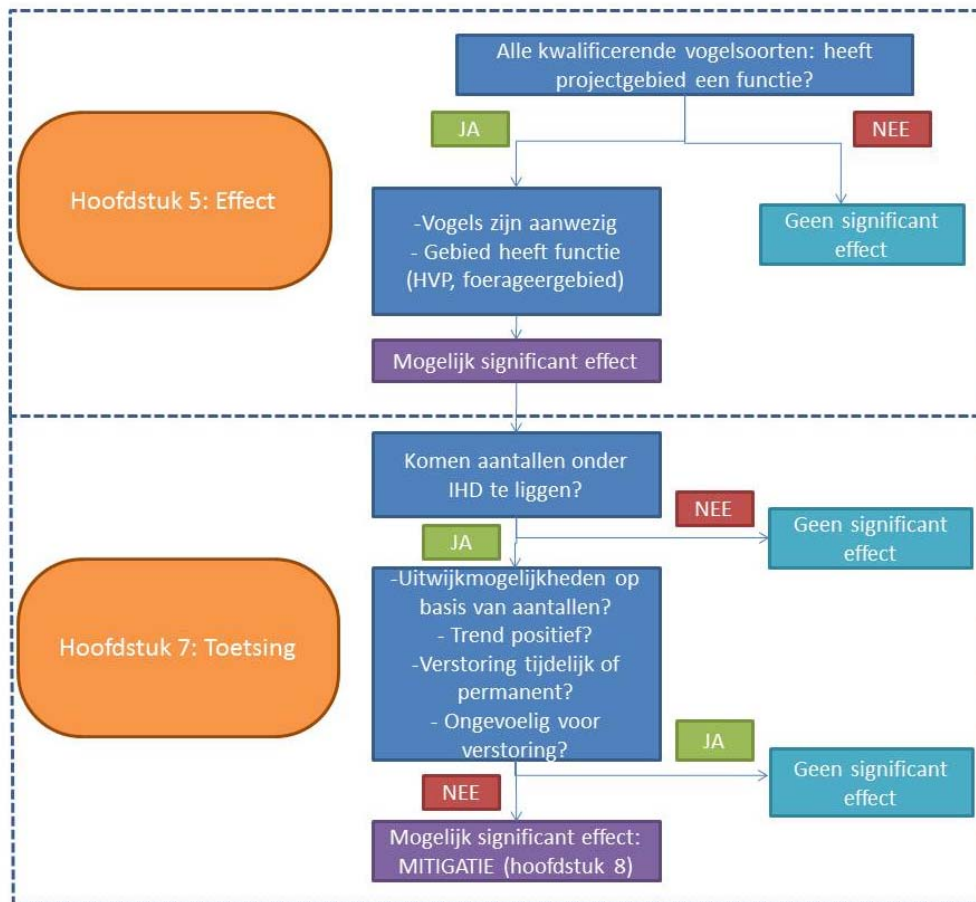 Alle kwalificerende vogelsoorten: heeft
projectgebied een functie?
JA
NEE
Hoofdstuk 5: Effect
-Vogels zijn aanwezig
- Gebied heeft functie
(HVP, foerageergebied)
Geen significant
effect
Mogelijk significant effect
Komen aantallen onder
IHD te liggen?
NEE
Geen significant
effect
JA
Hoofdstuk 7: Toetsing
-Uitwijkmogelijkheden op
basis van aantallen?
- Trend positief?
-Verstoring tijdelijk of
permanent?
- Ongevoelig voor
verstoring?
JA
Geen significant
effect
NEE
Mogelijk significant effect:
MITIGATIE (hoofdstuk 8)